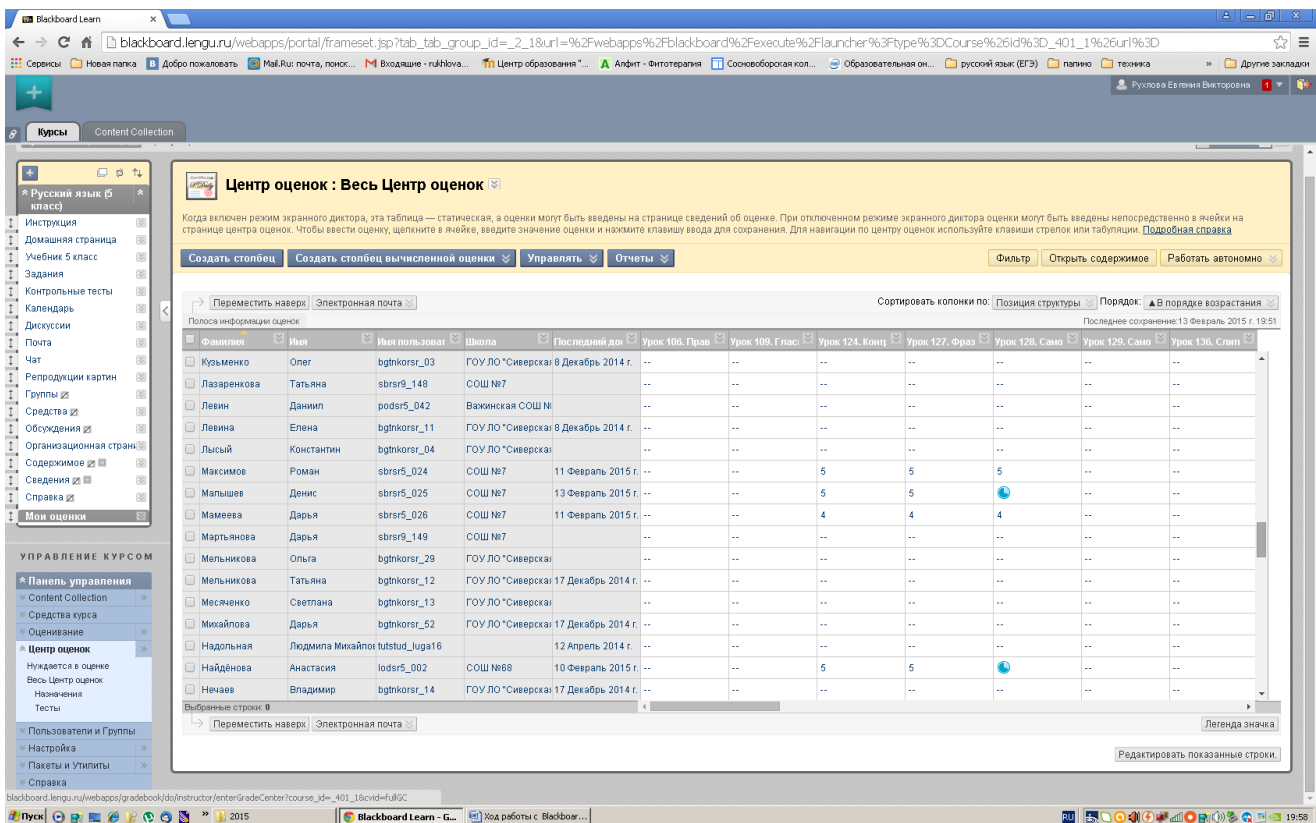 Blackboard Learn
blackboard.lengu.ru/webapps/portal/frameset.jsp?tab_tab_group_id=_2_1&url=%2Fwebapps%2Fblackboard%2Fexecute%2Flauncher%3Ftype%3DCourse%26id%3D_401_1%26url%3D
Сервисы Новая папка Добро пожаловать Mail.Ru: почта, поиск... Входящие - rukhlova... Центр образования "... Алфит - Фитотерапия Сосновоборская кол... Образовательная он... русский язык (ЕГЭ) папино техника » Другие закладки
Рухлова Евгения Викторовна 1
Курсы Content Collection
Русский язык (5 класс)
Инструкция
Домашняя страница
Учебник 5 класс
Задания
Контрольные тесты
Календарь
Дискуссии
Почта
Чат
Репродукции картин
Группы
Средства
Обсуждения
Организационная страни
Содержимое
Сведения
Справка
Мои оценки
УПРАВЛЕНИЕ КУРСОМ
Панель управления
Content Collection
Средства курса
Оценивание
Центр оценок
Нуждается в оценке
Весь Центр оценок
Назначения
Тесты
Пользователи и Группы
Настройка
Пакеты и Утилиты
Справка
Центр оценок : Весь Центр оценок
Когда включен режим экранного диктора, эта таблица — статическая, а оценки могут быть введены на странице сведений об оценке. При отключенном режиме экранного диктора оценки могут быть введены непосредственно в ячейки на
странице центра оценок. Чтобы ввести оценку, щелкните в ячейке, введите значение оценки и нажмите клавишу ввода для сохранения. Для навигации по центру оценок используйте клавиши стрелок или табуляции. Подробная справка
Создать столбец Создать столбец вычисленной оценки Управлять Отчеты Фильтр Открыть содержимое Работать автономно
Переместить наверх Электронная почта Сортировать колонки по: Позиция структуры Порядок: ▲В порядке возрастания
Полоса информации оценок Последнее сохранение:13 Февраль 2015 г. 19:51
Фамилия Имя Имя пользоват Школа Последний дос Урок 106. Прав Урок 109. Глас Урок 124. Контр Урок 127. Фраз Урок 128. Само Урок 129. Само Урок 136. Слит
Кузьменко Олег bgtnkorsr_03 ГОУ ЛО "Сиверская 8 Декабрь 2014 г. -- -- -- -- -- -- --
Лазаренкова Татьяна sbrsr9_148 СОШ №7 -- -- -- -- -- -- --
Левин Даниил podsr5_042 Важинская СОШ № -- -- -- -- -- -- --
Левина Елена bgtnkorsr_11 ГОУ ЛО "Сиверская 8 Декабрь 2014 г. -- -- -- -- -- -- --
Лысый Константин bgtnkorsr_04 ГОУ ЛО "Сиверская -- -- -- -- -- -- --
Максимов Роман sbrsr5_024 СОШ №7 11 Февраль 2015 г. -- -- 5 5 5 -- --
Малышев Денис sbrsr5_025 СОШ №7 13 Февраль 2015 г. -- -- 5 5 -- --
Мамеева Дарья sbrsr5_026 СОШ №7 11 Февраль 2015 г. -- -- 4 4 4 -- --
Мартьянова Дарья sbrsr9_149 СОШ №7 -- -- -- -- -- -- --
Мельникова Ольга bgtnkorsr_29 ГОУ ЛО "Сиверская -- -- -- -- -- -- --
Мельникова Татьяна bgtnkorsr_12 ГОУ ЛО "Сиверская 17 Декабрь 2014 г. -- -- -- -- -- -- --
Месяченко Светлана bgtnkorsr_13 ГОУ ЛО "Сиверская -- -- -- -- -- -- --
Михайлова Дарья bgtnkorsr_52 ГОУ ЛО "Сиверская 17 Декабрь 2014 г. -- -- -- -- -- -- --
Надольная Людмила Михайлов tutstud_luga16 12 Апрель 2014 г. -- -- -- -- -- -- --
Найдёнова Анастасия lodsr5_002 СОШ №68 10 Февраль 2015 г. -- -- 5 5 -- --
Нечаев Владимир bgtnkorsr_14 ГОУ ЛО "Сиверская 17 Декабрь 2014 г. -- -- -- -- -- -- --
Выбранные строки: 0
Переместить наверх Электронная почта Легенда значка
Редактировать показанные строки.
blackboard.lengu.ru/webapps/gradebook/do/instructor/enterGradeCenter?course_id=_401_1&cvid=fullGC
Пуск » 2015 Blackboard Learn - G... Ход работы с Blackboar... RU 19:58